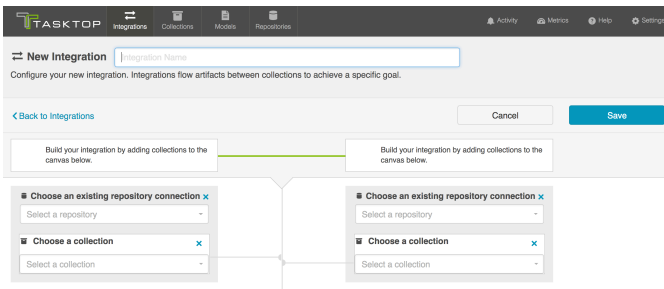 TASKTOP
Integrations
Collections
Models
Repositories
Activity
Metrics
Help
Settings
New Integration
Integration Name
Configure your new integration. Integrations flow artifacts between collections to achieve a specific goal.
Back to Integrations
Cancel
Save
Build your integration by adding collections to the
canvas below.
Build your integration by adding collections to the
canvas below.
Choose an existing repository connection
Select a repository
Choose a collection
Select a collection
Choose an existing repository connection
Select a repository
Choose a collection
Select a collection